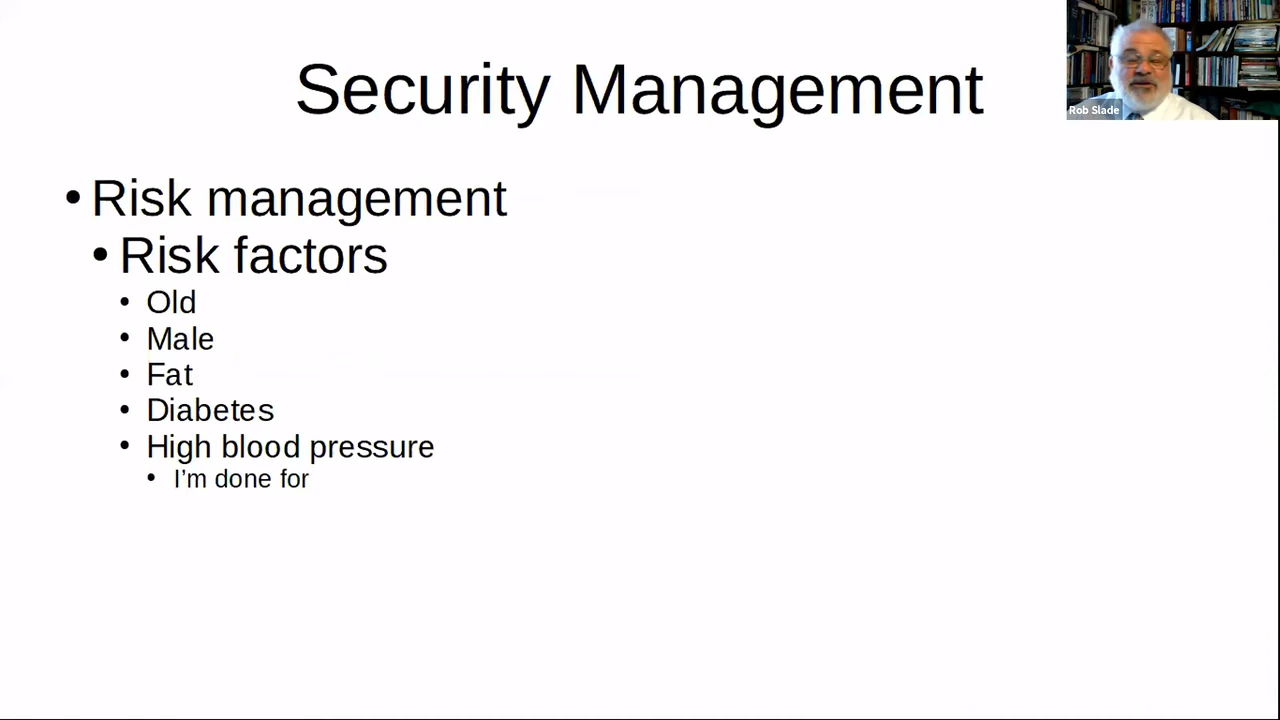 Security Management
Rob Slade
• Risk management
• Risk factors
• Old
• Male
• Fat
• Diabetes
• High blood pressure
• I’m done for